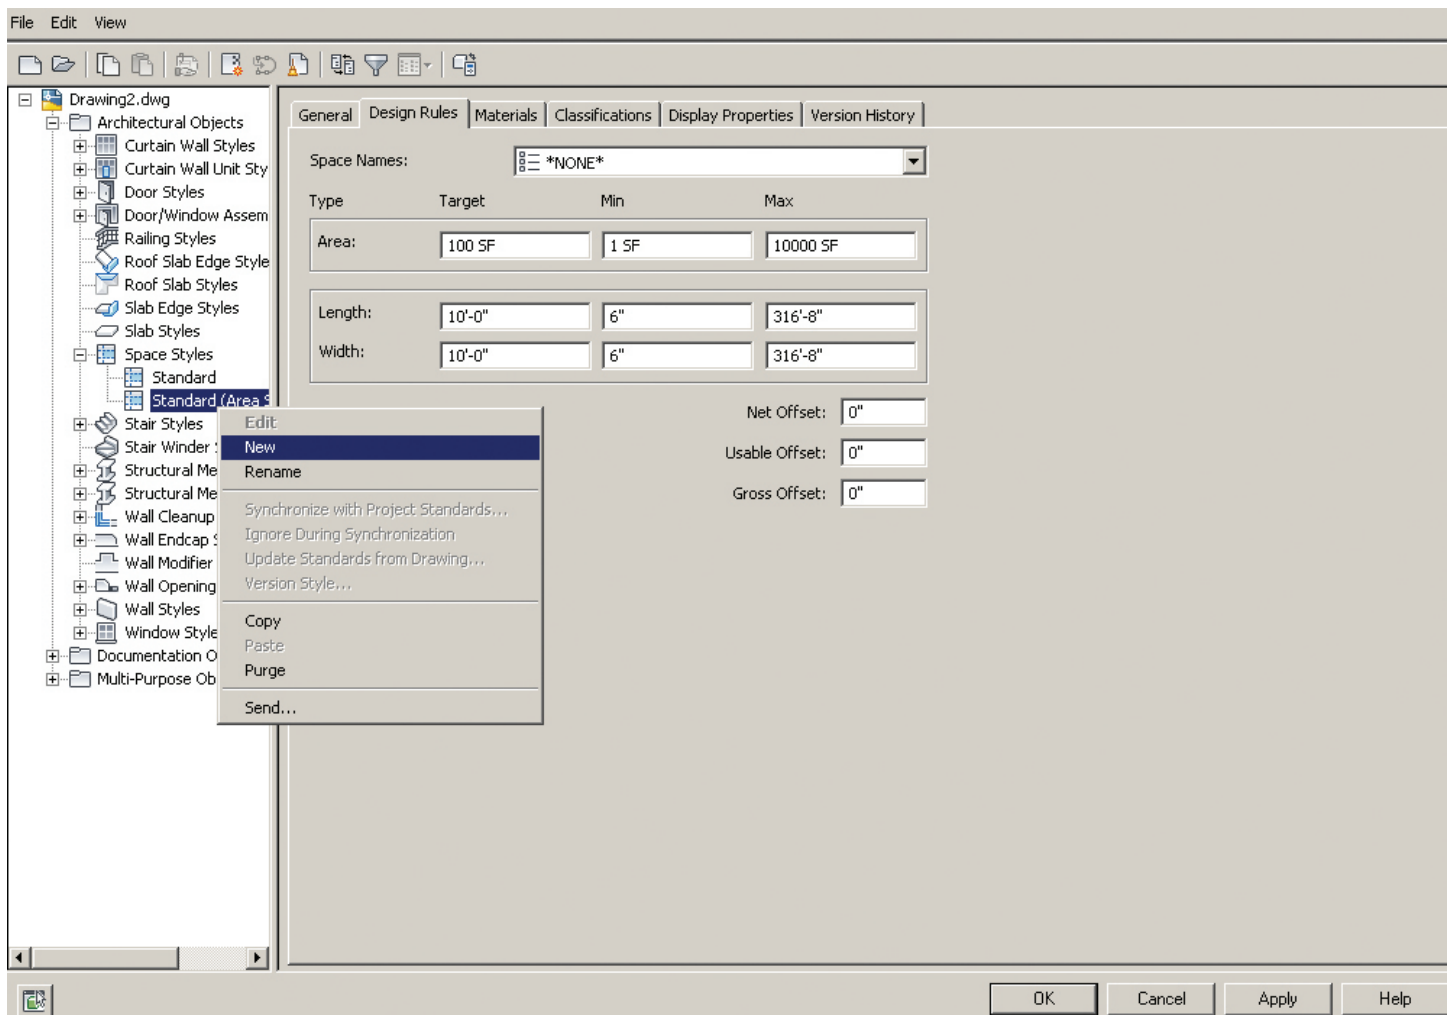 File Edit View
Drawing2.dwg
Architectural Objects
Curtain Wall Styles
Curtain Wall Unit Sty
Door Styles
Door/Window Assem
Railing Styles
Roof Slab Edge Style
Roof Slab Styles
Slab Edge Styles
Slab Styles
Space Styles
Standard
Standard (Area S
Stair Styles
Stair Winder
Structural Me
Structural Me
Wall Cleanup
Wall Endcap S
Wall Modifier
Wall Opening
Wall Styles
Window Style
Documentation O
Multi-Purpose Ob
Edit
New
Rename
Synchronize with Project Standards...
Ignore During Synchronization
Update Standards from Drawing...
Version Style...
Copy
Paste
Purge
Send...
General Design Rules Materials Classifications Display Properties Version History
Space Names: *NONE*
Type Target Min Max
Area: 100 SF 1 SF 10000 SF
Length: 10'-0" 6" 316'-8"
Width: 10'-0" 6" 316'-8"
Net Offset: 0"
Usable Offset: 0"
Gross Offset: 0"
OK Cancel Apply Help